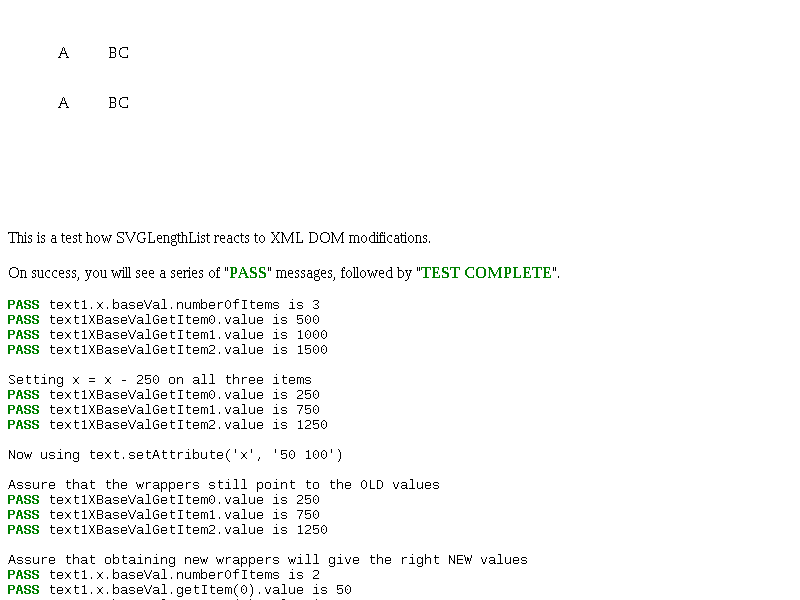 A BC
A BC
This is a test how SVGLengthList reacts to XML DOM modifications.
On success, you will see a series of "PASS" messages, followed by "TEST COMPLETE".
PASS text1.x.baseVal.numberOfItems is 3
PASS text1XBaseValGetItem0.value is 500
PASS text1XBaseValGetItem1.value is 1000
PASS text1XBaseValGetItem2.value is 1500
Setting x = x - 250 on all three items
PASS text1XBaseValGetItem0.value is 250
PASS text1XBaseValGetItem1.value is 750
PASS text1XBaseValGetItem2.value is 1250
Now using text.setAttribute('x', '50 100')
Assure that the wrappers still point to the OLD values
PASS text1XBaseValGetItem0.value is 250
PASS text1XBaseValGetItem1.value is 750
PASS text1XBaseValGetItem2.value is 1250
Assure that obtaining new wrappers will give the right NEW values
PASS text1.x.baseVal.numberOfItems is 2
PASS text1.x.baseVal.getItem(0).value is 50